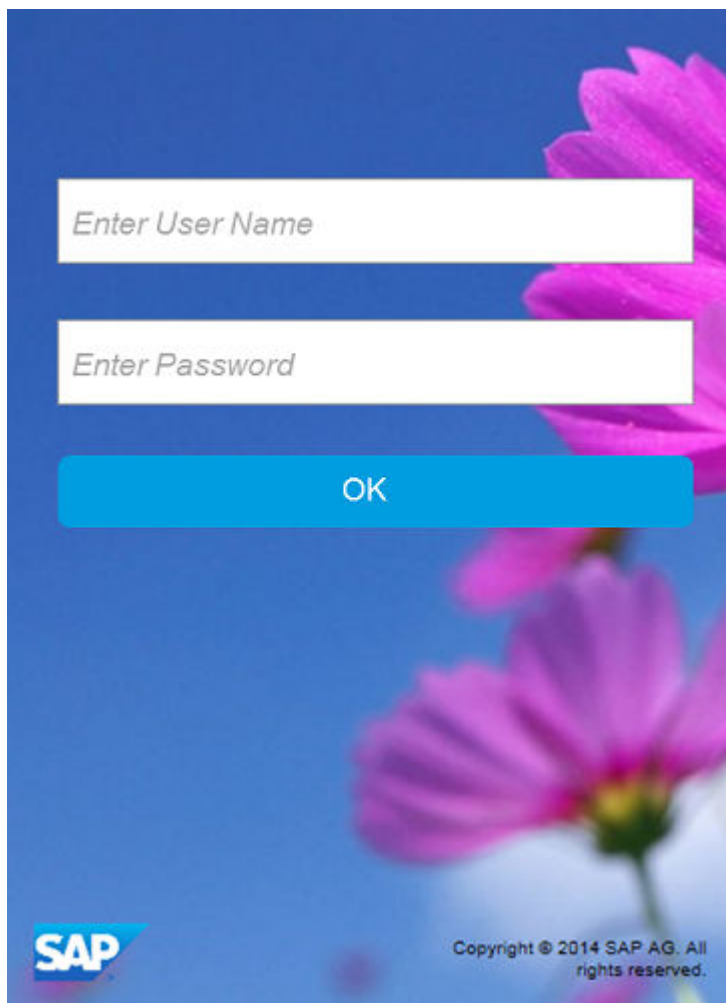 Enter User Name
Enter Password
OK
SAP
Copyright © 2014 SAP AG. All
rights reserved.